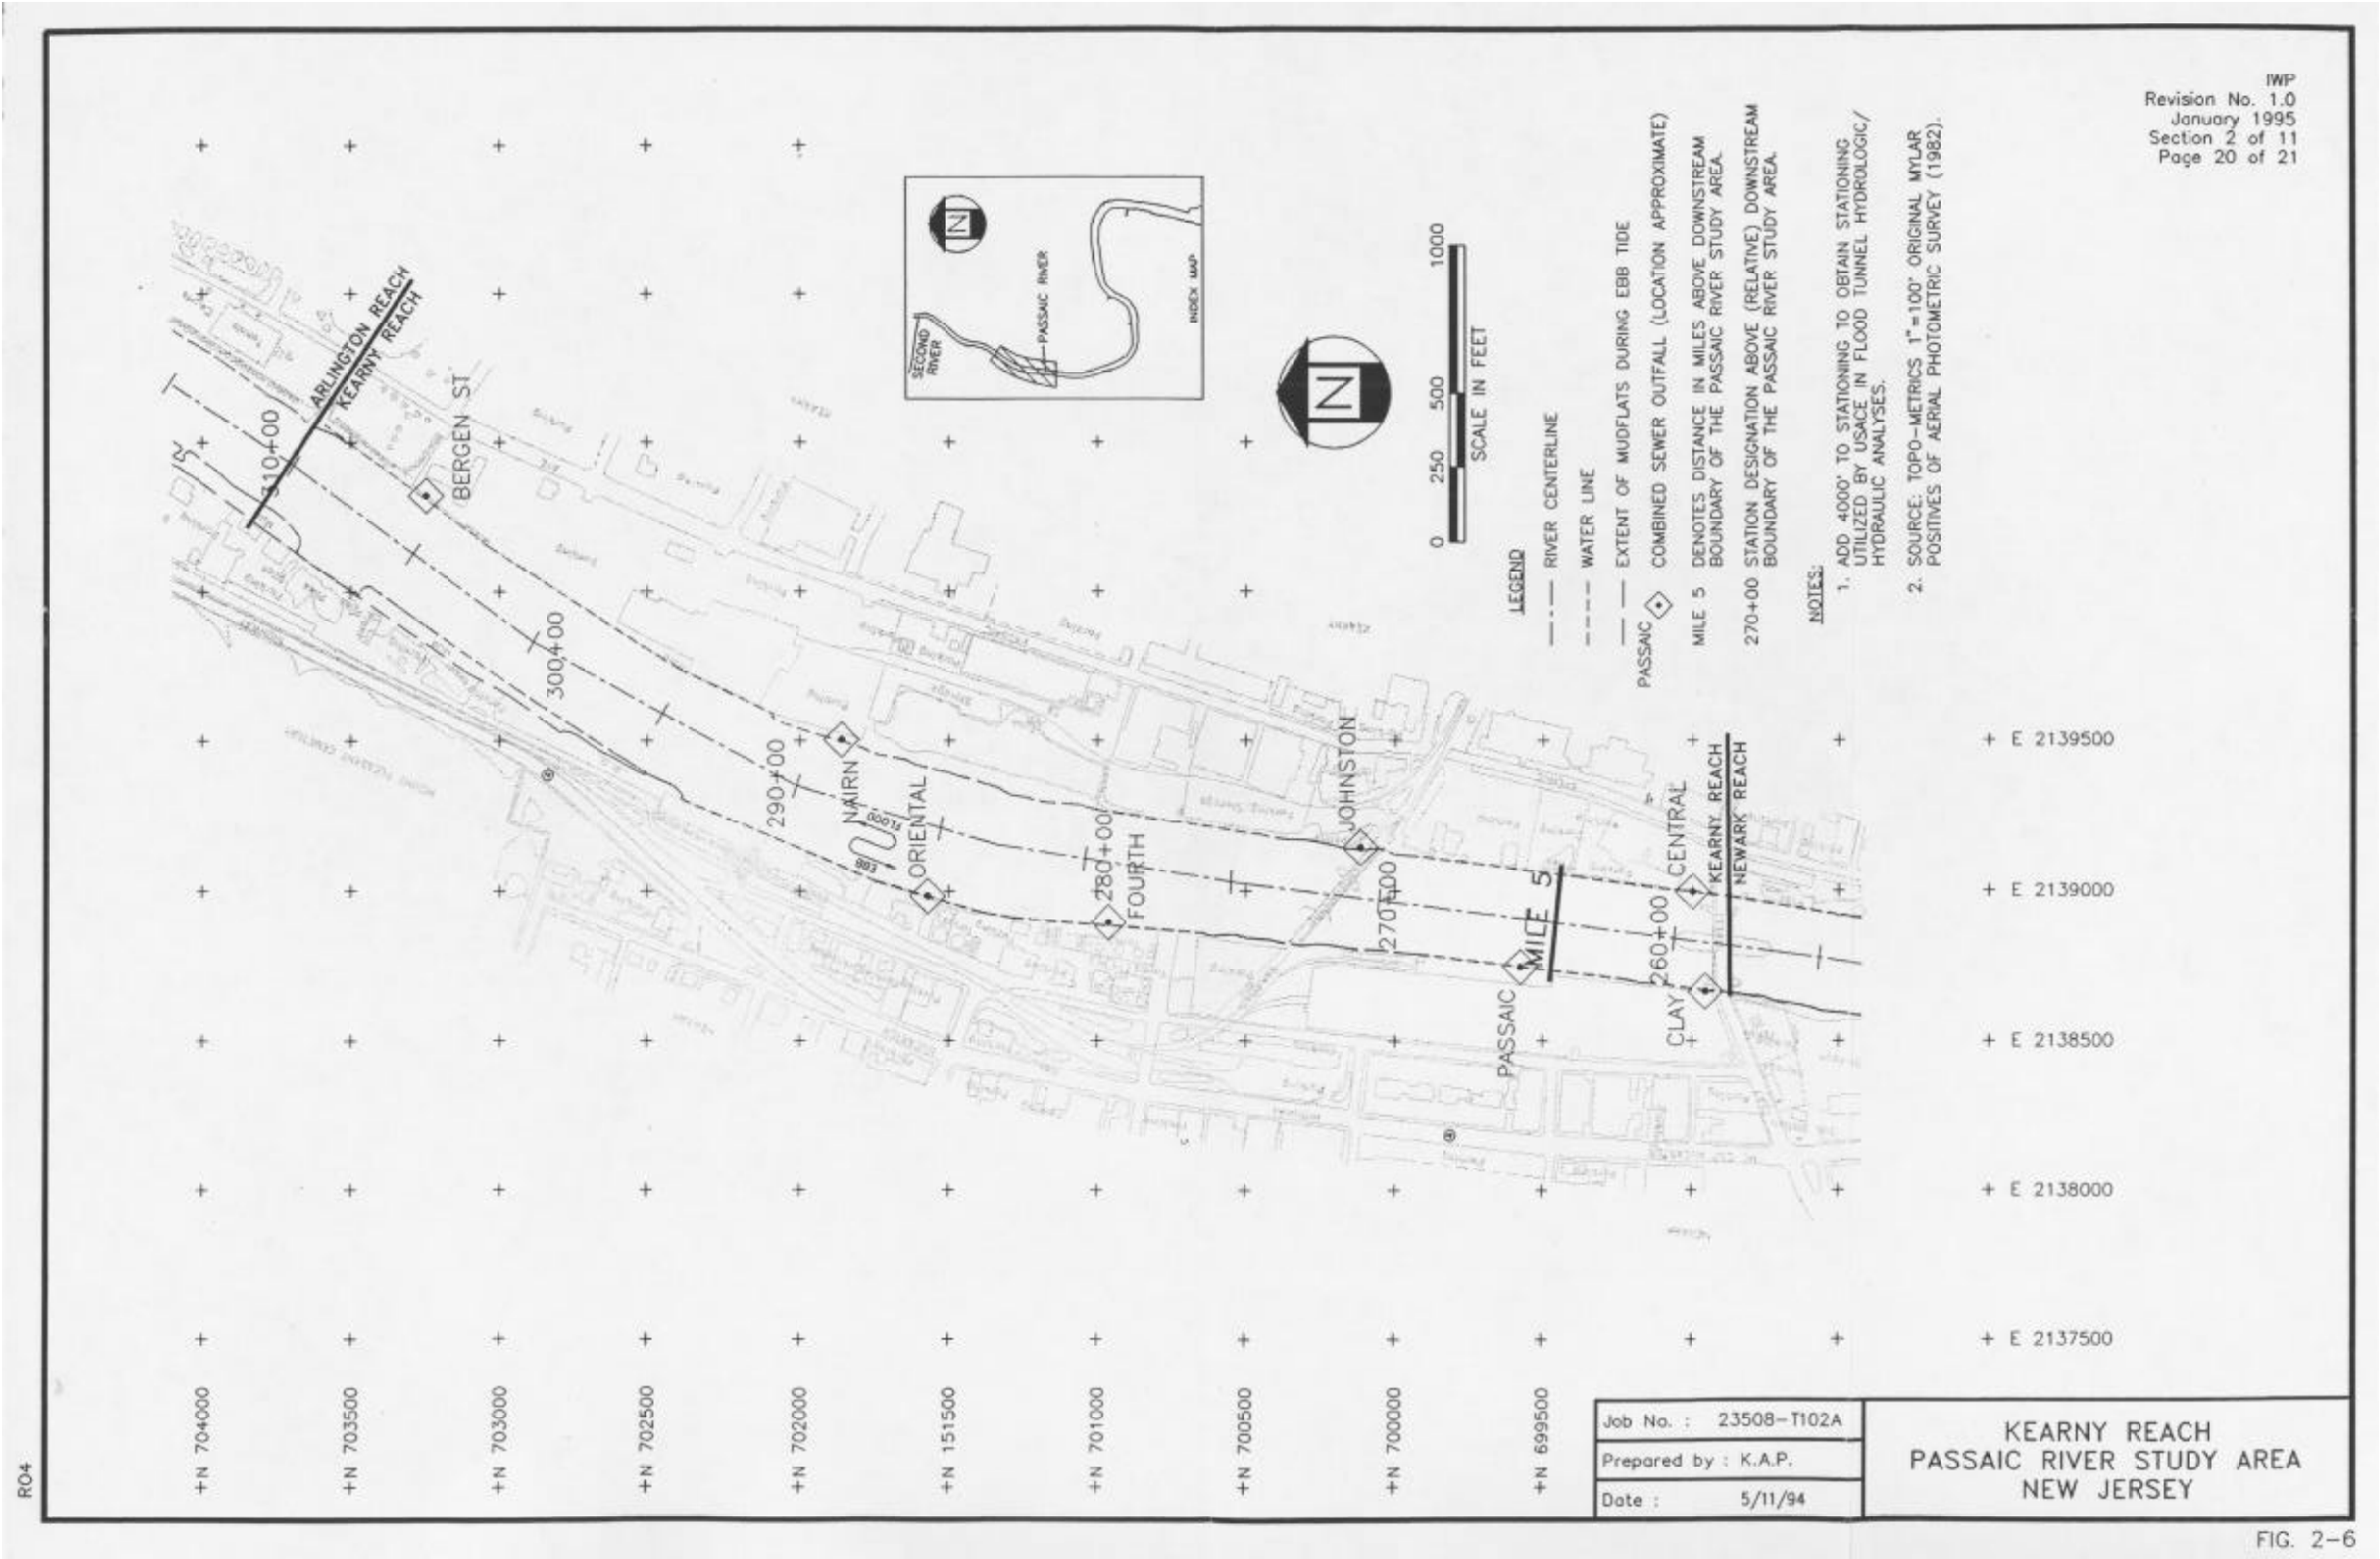 IWP
Revision No. 1.0
January 1995
Section 2 of 11
Page 20 of 21
ARLINGTON REACH
KEARNY REACH
310+00
BERGEN ST
300+00
290+00
NAIRN
FLOOD
EBB
ORIENTAL
280+00
FOURTH
JOHNSTON
270+00
MILE 5
PASSAIC
260+00
CENTRAL
CLAY
KEARNY REACH
NEWARK REACH
MOUNT PLEASANT CEMETERY
N
SECOND
RIVER
PASSAIC RIVER
INDEX MAP
N
0 250 500 1000
SCALE IN FEET
LEGEND
RIVER CENTERLINE
WATER LINE
EXTENT OF MUDFLATS DURING EBB TIDE
PASSAIC COMBINED SEWER OUTFALL (LOCATION APPROXIMATE)
MILE 5 DENOTES DISTANCE IN MILES ABOVE DOWNSTREAM
BOUNDARY OF THE PASSAIC RIVER STUDY AREA.
270+00 STATION DESIGNATION ABOVE (RELATIVE) DOWNSTREAM
BOUNDARY OF THE PASSAIC RIVER STUDY AREA.
NOTES:
1. ADD 4000' TO STATIONING TO OBTAIN STATIONING
UTILIZED BY USACE IN FLOOD TUNNEL HYDROLOGIC/
HYDRAULIC ANALYSES.
2. SOURCE: TOPO-METRICS 1"=100' ORIGINAL MYLAR
POSITIVES OF AERIAL PHOTOMETRIC SURVEY (1982).
+ E 2139500
+ E 2139000
+ E 2138500
+ E 2138000
+ E 2137500
+N 704000
+N 703500
+N 703000
+N 702500
+N 702000
+N 151500
+N 701000
+N 700500
+N 700000
+N 699500
Job No. : 23508-T102A
Prepared by : K.A.P.
Date : 5/11/94
KEARNY REACH
PASSAIC RIVER STUDY AREA
NEW JERSEY
R04
FIG. 2-6